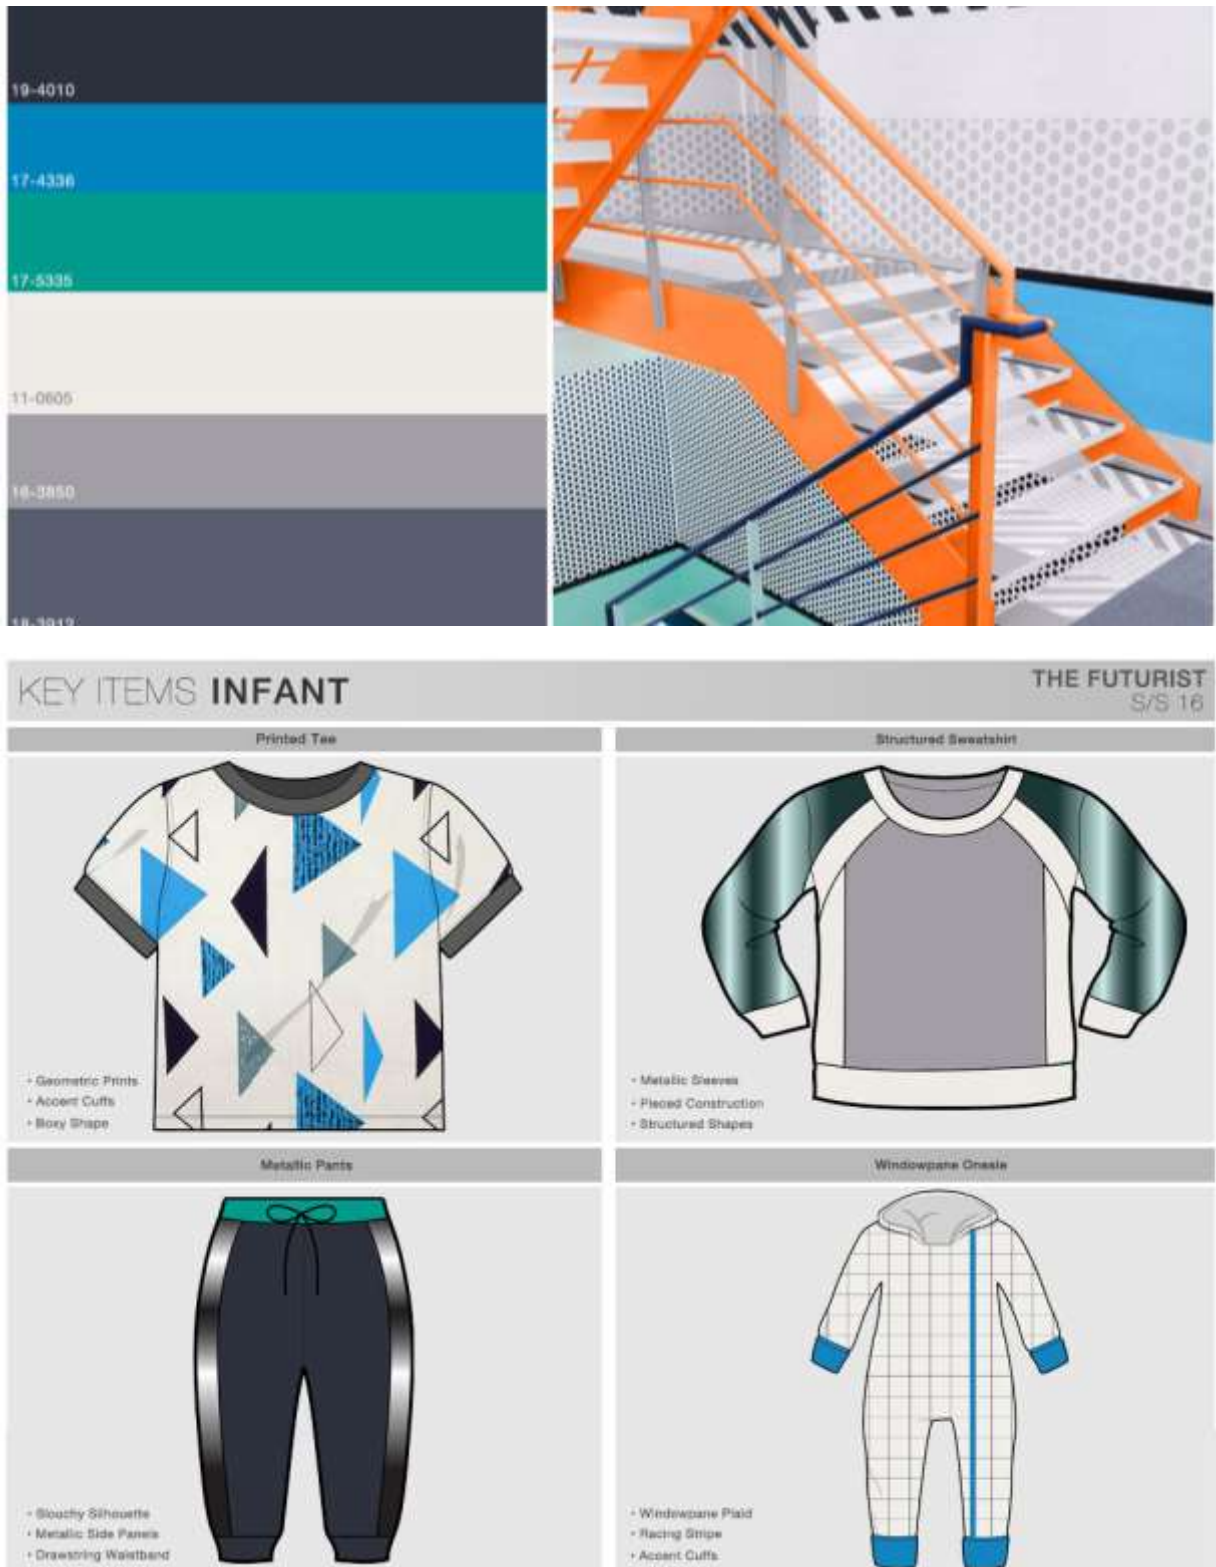 19-4010
17-4336
17-5335
11-0605
16-3850
18-3912
KEY ITEMS INFANT
THE FUTURIST
S/S 16
Printed Tee
Structured Sweatshirt
• Geometric Prints
• Accent Cuffs
• Boxy Shape
• Metallic Sleeves
• Pieced Construction
• Structured Shapes
Metallic Pants
Windowpane Onesie
• Slouchy Silhouette
• Metallic Side Panels
• Drawstring Waistband
• Windowpane Plaid
• Racing Stripe
• Accent Cuffs